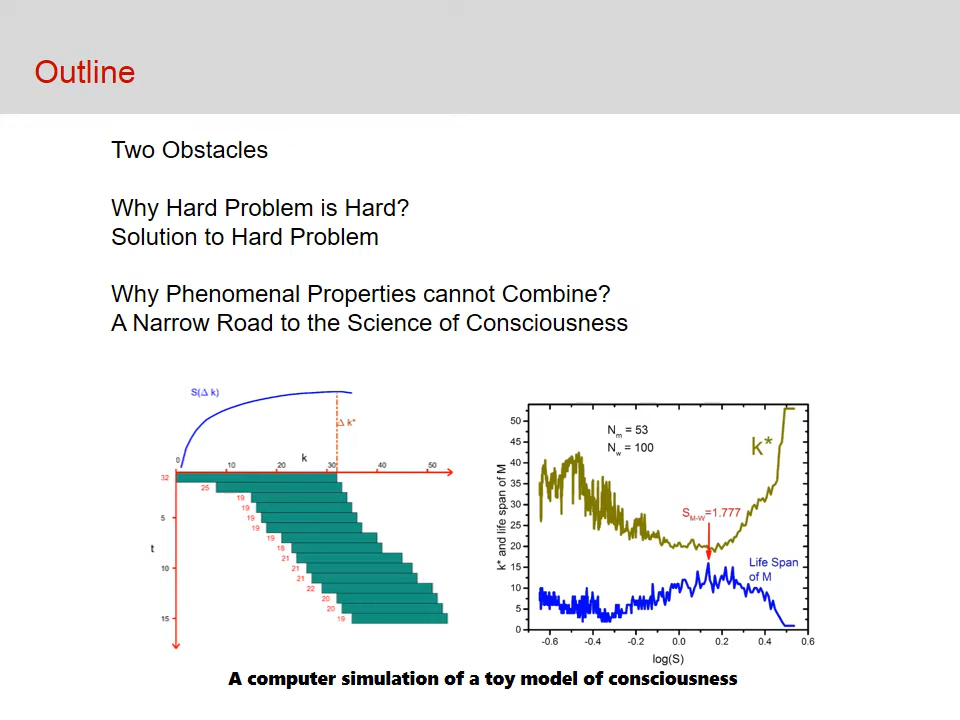 Outline
Two Obstacles
Why Hard Problem is Hard?
Solution to Hard Problem
Why Phenomenal Properties cannot Combine?
A Narrow Road to the Science of Consciousness
S(Δ k)
Δ k*
k
0 10 20 30 40 50
32
25
19
19
19
19
19
18
21
21
21
22
20
20
19
5
t
10
15
k* and life span of M
50
45
40
35
30
25
20
15
10
5
0
N_m = 53
N_w = 100
k*
S_M-W=1.777
Life Span
of M
-0.6 -0.4 -0.2 0.0 0.2 0.4 0.6
log(S)
A computer simulation of a toy model of consciousness